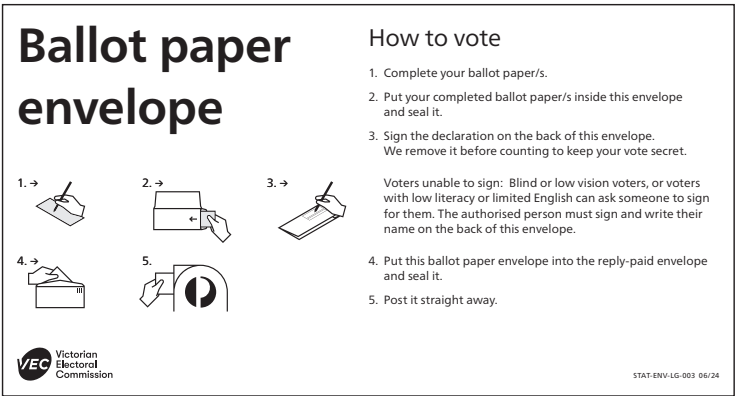 Ballot paper
envelope
1. →
2. →
3. →
4. →
5.
VEC
Victorian
Electoral
Commission
How to vote
1. Complete your ballot paper/s.
2. Put your completed ballot paper/s inside this envelope
and seal it.
3. Sign the declaration on the back of this envelope.
We remove it before counting to keep your vote secret.
Voters unable to sign:  Blind or low vision voters, or voters
with low literacy or limited English can ask someone to sign
for them. The authorised person must sign and write their
name on the back of this envelope.
4. Put this ballot paper envelope into the reply-paid envelope
and seal it.
5. Post it straight away.
STAT-ENV-LG-003 06/24